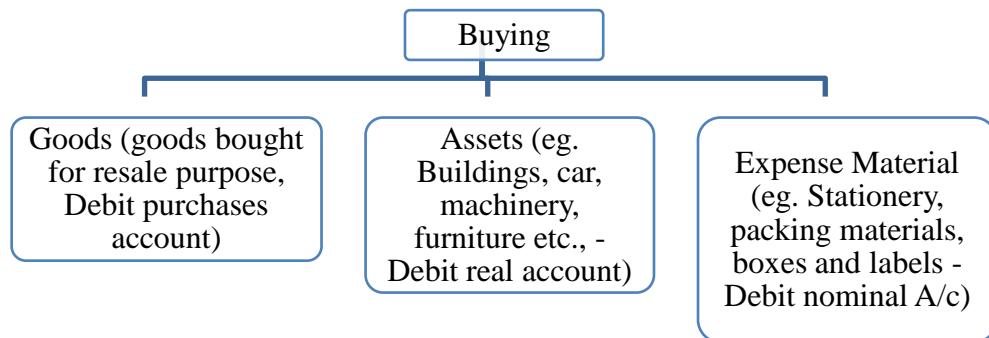 Buying
Goods (goods bought
for resale purpose,
Debit purchases
account)
Assets (eg.
Buildings, car,
machinery,
furniture etc., -
Debit real account)
Expense Material
(eg. Stationery,
packing materials,
boxes and labels -
Debit nominal A/c)